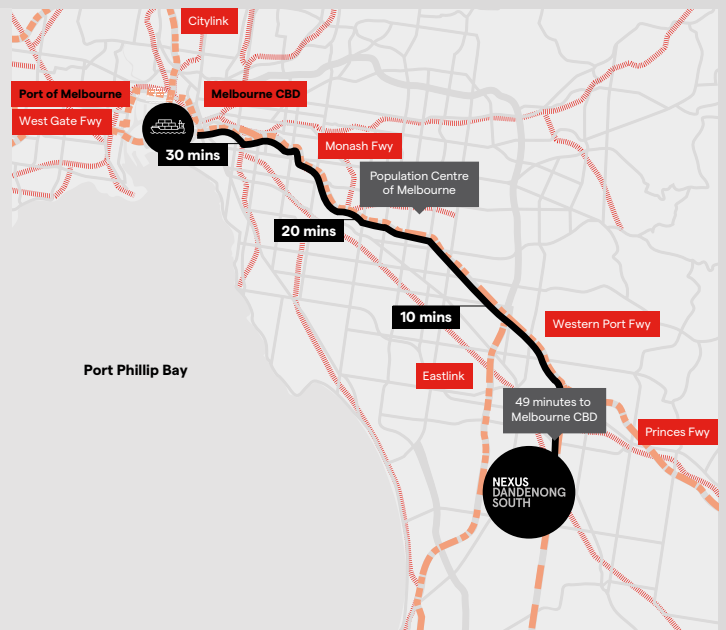 Citylink
Port of Melbourne
Melbourne CBD
West Gate Fwy
Monash Fwy
30 mins
Population Centre
of Melbourne
20 mins
10 mins
Western Port Fwy
Port Phillip Bay
Eastlink
49 minutes to
Melbourne CBD
Princes Fwy
NEXUS
DANDENONG
SOUTH